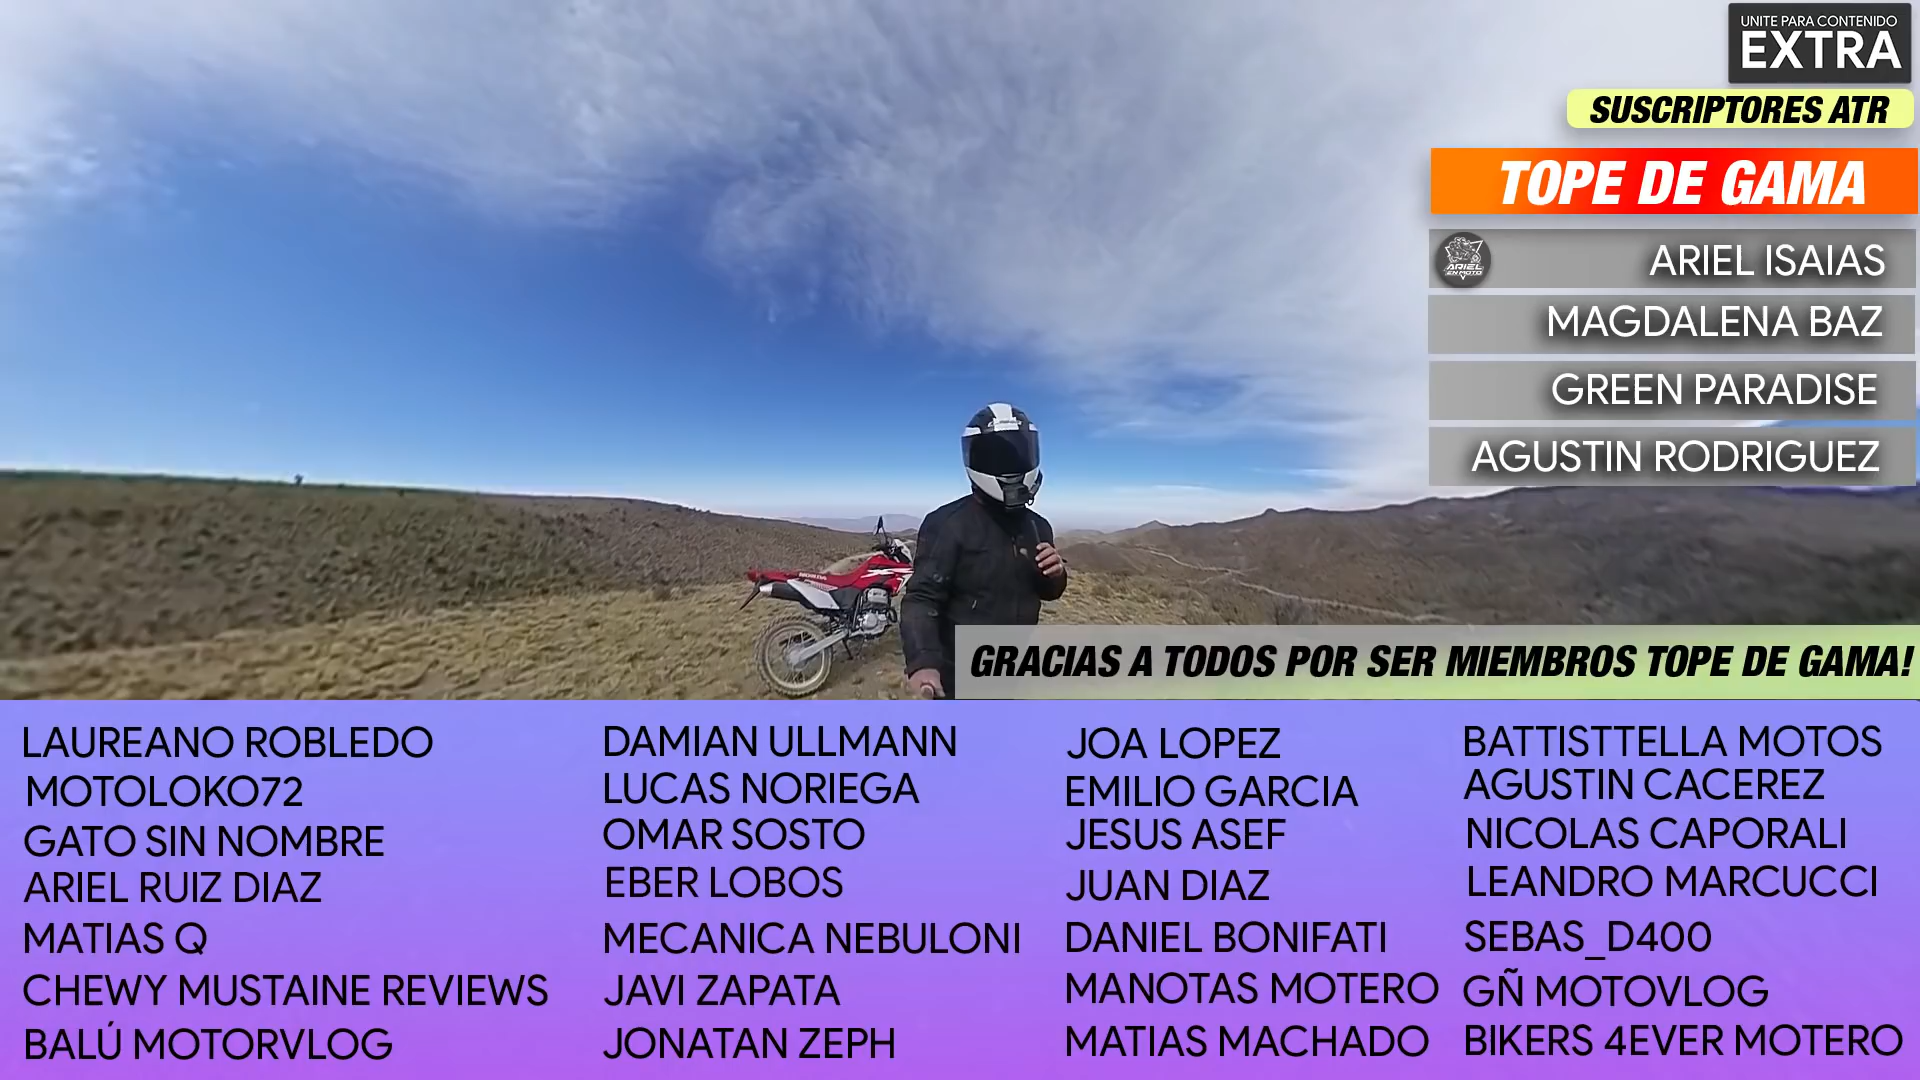 UNITE PARA CONTENIDO
EXTRA
SUSCRIPTORES ATR
TOPE DE GAMA
ARIEL EN MOTO
ARIEL ISAIAS
MAGDALENA BAZ
GREEN PARADISE
AGUSTIN RODRIGUEZ
HONDA
GRACIAS A TODOS POR SER MIEMBROS TOPE DE GAMA!
LAUREANO ROBLEDO
MOTOLOKO72
GATO SIN NOMBRE
ARIEL RUIZ DIAZ
MATIAS Q
CHEWY MUSTAINE REVIEWS
BALÚ MOTORVLOG
DAMIAN ULLMANN
LUCAS NORIEGA
OMAR SOSTO
EBER LOBOS
MECANICA NEBULONI
JAVI ZAPATA
JONATAN ZEPH
JOA LOPEZ
EMILIO GARCIA
JESUS ASEF
JUAN DIAZ
DANIEL BONIFATI
MANOTAS MOTERO
MATIAS MACHADO
BATTISTTELLA MOTOS
AGUSTIN CACEREZ
NICOLAS CAPORALI
LEANDRO MARCUCCI
SEBAS_D400
GÑ MOTOVLOG
BIKERS 4EVER MOTERO